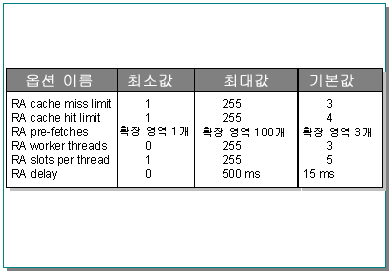 옵션 이름 최소값 최대값 기본값
RA cache miss limit 1 255 3
RA cache hit limit 1 255 4
RA pre-fetches 확장 영역 1개 확장 영역 100개 확장 영역 3개
RA worker threads 0 255 3
RA slots per thread 1 255 5
RA delay 0 500 ms 15 ms